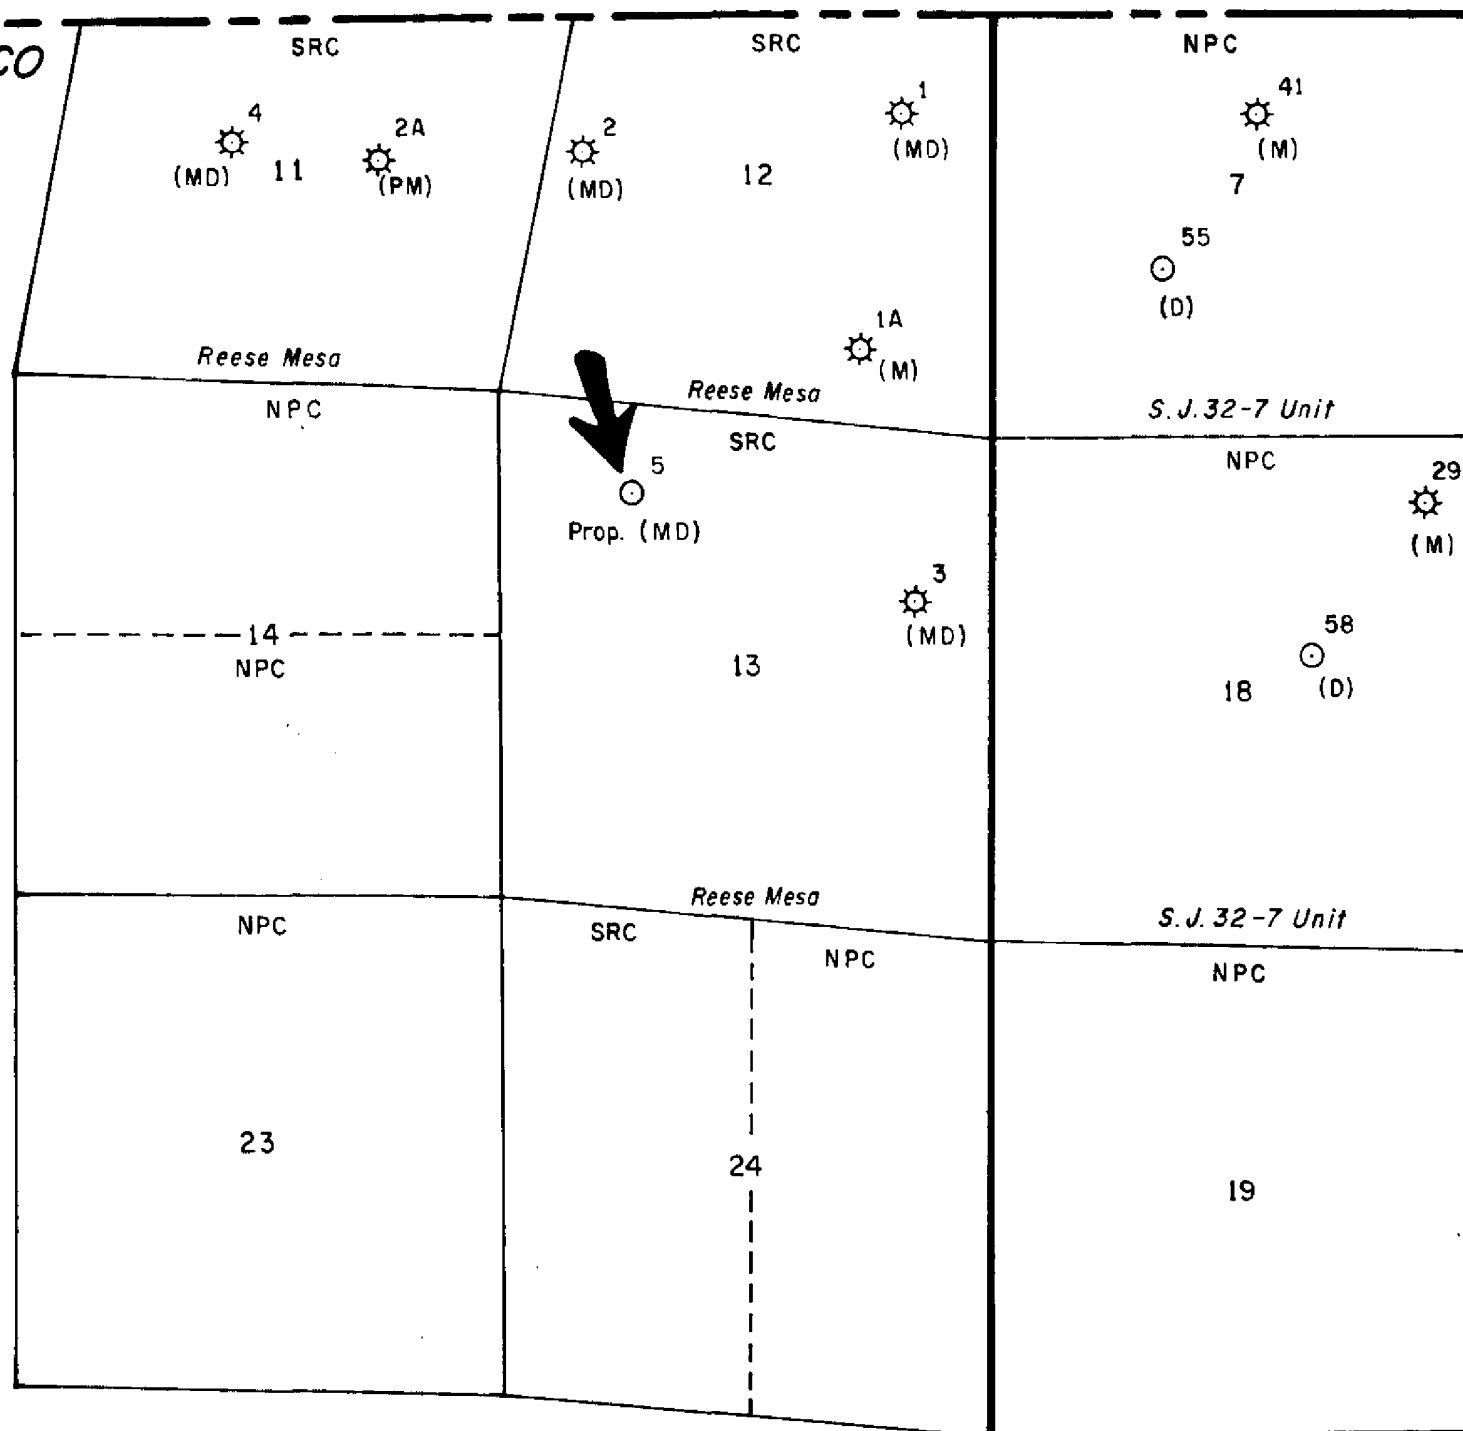 CO
SRC
SRC
NPC
4
2A
2
1
41
(MD)
11
(PM)
(MD)
12
(MD)
(M)
7
55
(D)
1A
(M)
Reese Mesa
Reese Mesa
S.J. 32-7 Unit
NPC
SRC
NPC
5
Prop. (MD)
29
(M)
3
(MD)
14
NPC
13
58
18
(D)
Reese Mesa
S.J. 32-7 Unit
NPC
SRC
NPC
NPC
23
24
19